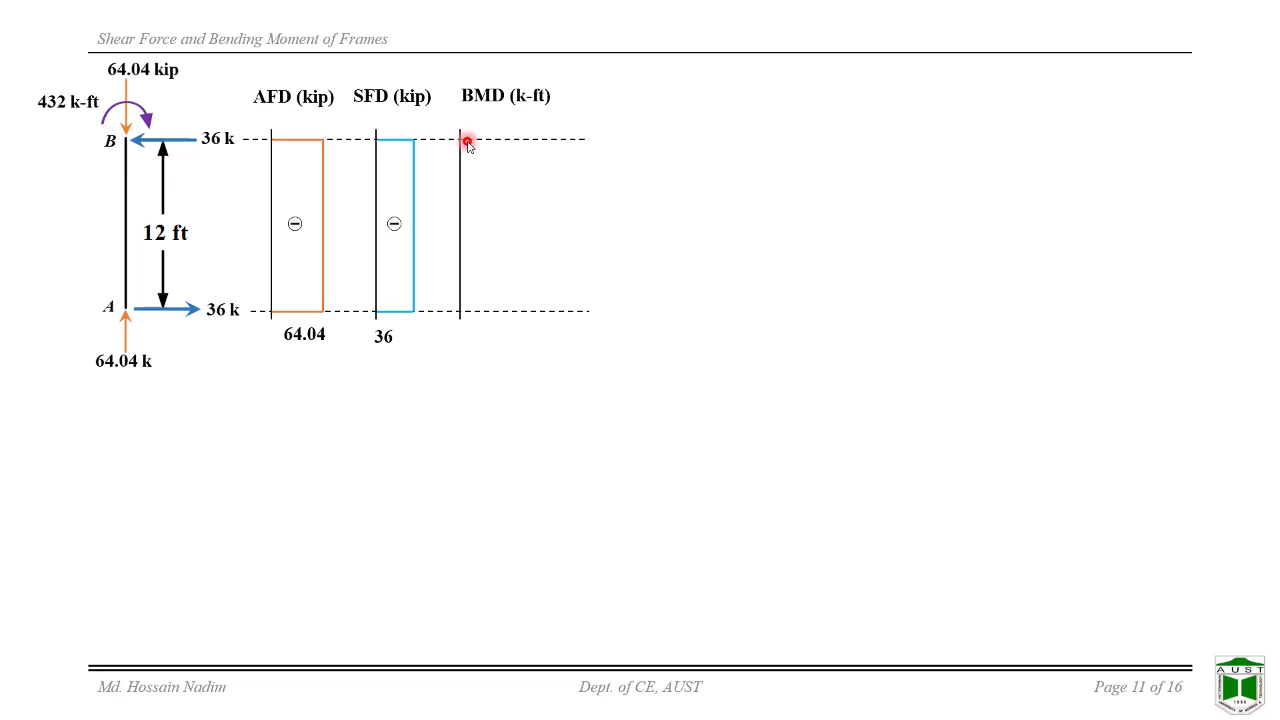 Shear Force and Bending Moment of Frames
64.04 kip
432 k-ft
AFD (kip) SFD (kip) BMD (k-ft)
B
36 k
12 ft
A
36 k
64.04
36
64.04 k
Md. Hossain Nadim
Dept. of CE, AUST
Page 11 of 16
A U S T